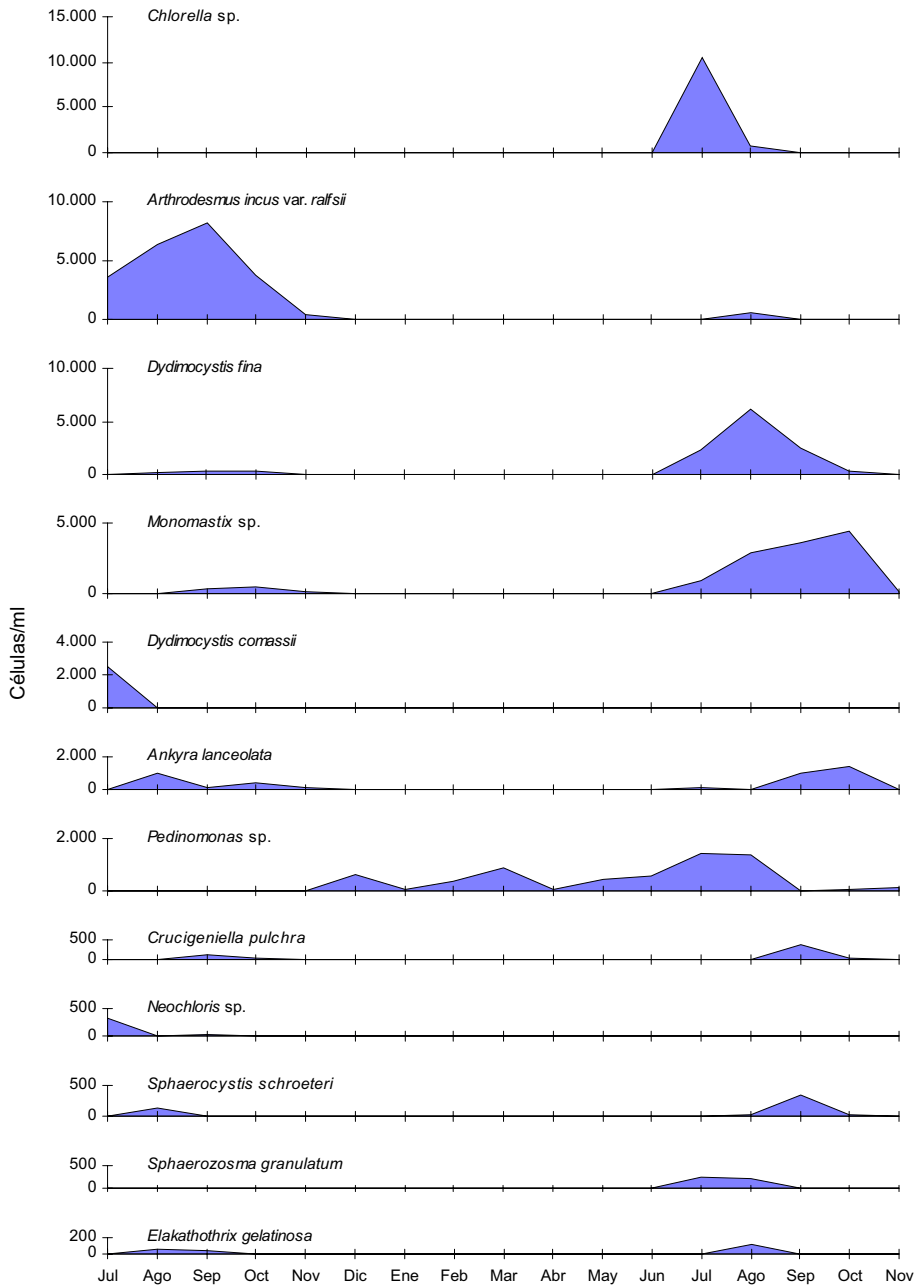 Células/ml
Chlorella sp.
15.000
10.000
5.000
0
Arthrodesmus incus var. ralfsii
10.000
5.000
0
Dydimocystis fina
10.000
5.000
0
Monomastix sp.
5.000
0
Dydimocystis comassii
4.000
2.000
0
Ankyra lanceolata
2.000
0
Pedinomonas sp.
2.000
0
Crucigeniella pulchra
500
0
Neochloris sp.
500
0
Sphaerocystis schroeteri
500
0
Sphaerozosma granulatum
500
0
Elakathothrix gelatinosa
200
0
Jul Ago Sep Oct Nov Dic Ene Feb Mar Abr May Jun Jul Ago Sep Oct Nov